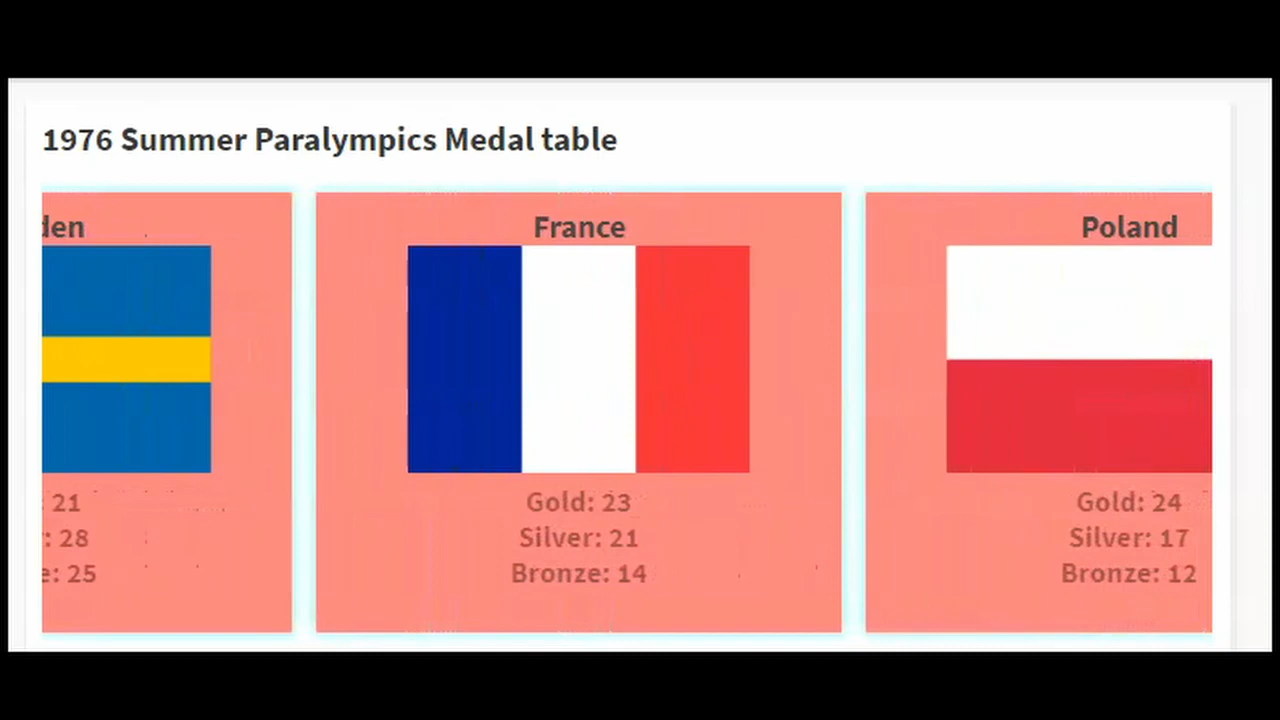 1976 Summer Paralympics Medal table
den
: 21
: 28
e: 25
France
Gold: 23
Silver: 21
Bronze: 14
Poland
Gold: 24
Silver: 17
Bronze: 12